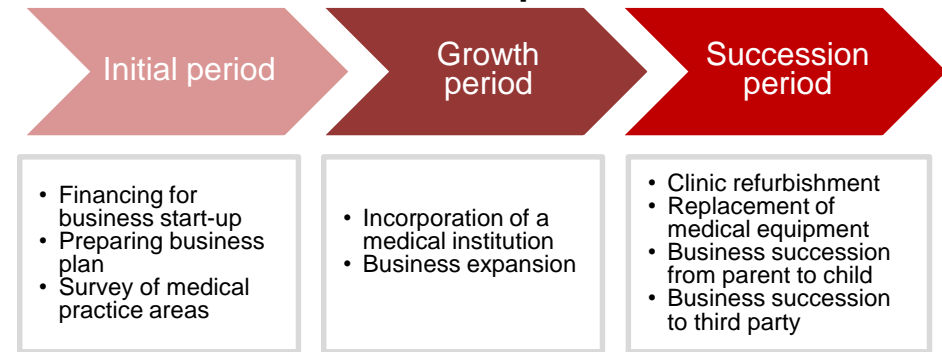 Initial period
Growth
period
Succession
period
• Financing for
business start-up
• Preparing business
plan
• Survey of medical
practice areas
• Incorporation of a
medical institution
• Business expansion
• Clinic refurbishment
• Replacement of
medical equipment
• Business succession
from parent to child
• Business succession
to third party